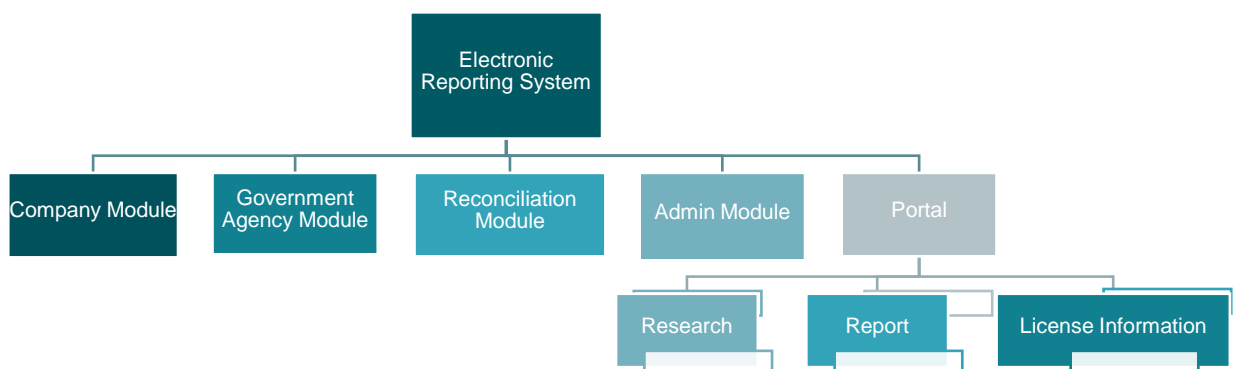 Electronic
Reporting System
Company Module
Government
Agency Module
Reconciliation
Module
Admin Module
Portal
Research
Report
License Information